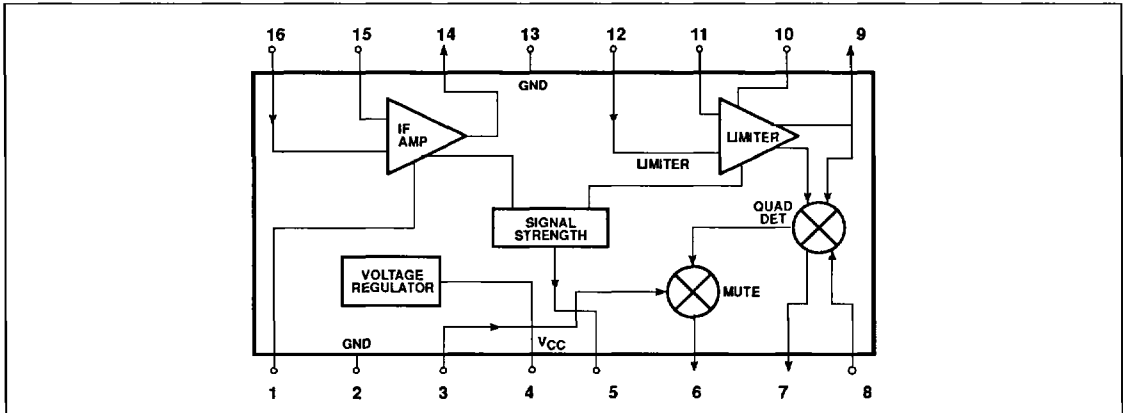 16 15 14 13 12 11 10 9
GND
IF
AMP
LIMITER
LIMITER
QUAD
DET
SIGNAL
STRENGTH
VOLTAGE
REGULATOR
MUTE
GND
VCC
1 2 3 4 5 6 7 8